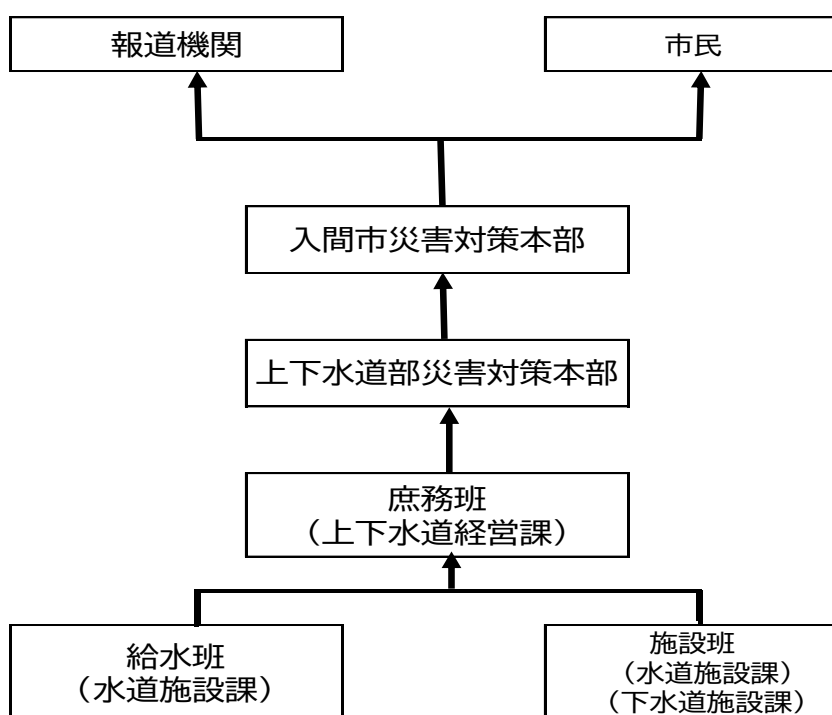 報道機関
市民
入間市災害対策本部
上下水道部災害対策本部
庶務班
（上下水道経営課）
給水班
（水道施設課）
施設班
（水道施設課）
（下水道施設課）